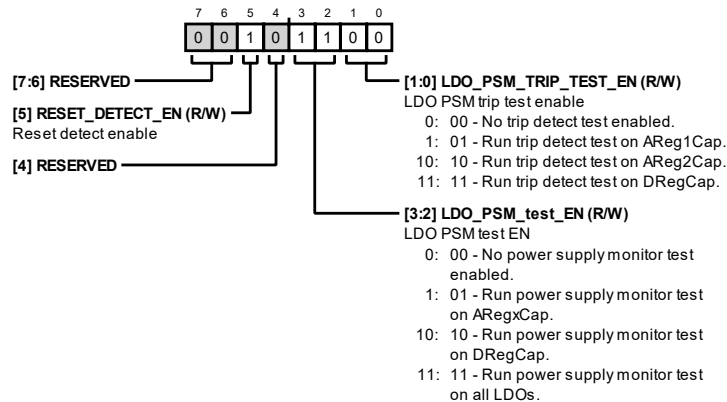 7 6 5 4 3 2 1 0
0 0 1 0 1 1 0 0
[7:6] RESERVED
[5] RESET_DETECT_EN (R/W)
Reset detect enable
[4] RESERVED
[1:0] LDO_PSM_TRIP_TEST_EN (R/W)
LDO PSM trip test enable
0: 00 - No trip detect test enabled.
1: 01 - Run trip detect test on AReg1Cap.
10: 10 - Run trip detect test on AReg2Cap.
11: 11 - Run trip detect test on DRegCap.
[3:2] LDO_PSM_test_EN (R/W)
LDO PSM test EN
0: 00 - No power supply monitor test
enabled.
1: 01 - Run power supply monitor test
on ARegxCap.
10: 10 - Run power supply monitor test
on DRegCap.
11: 11 - Run power supply monitor test
on all LDOs.